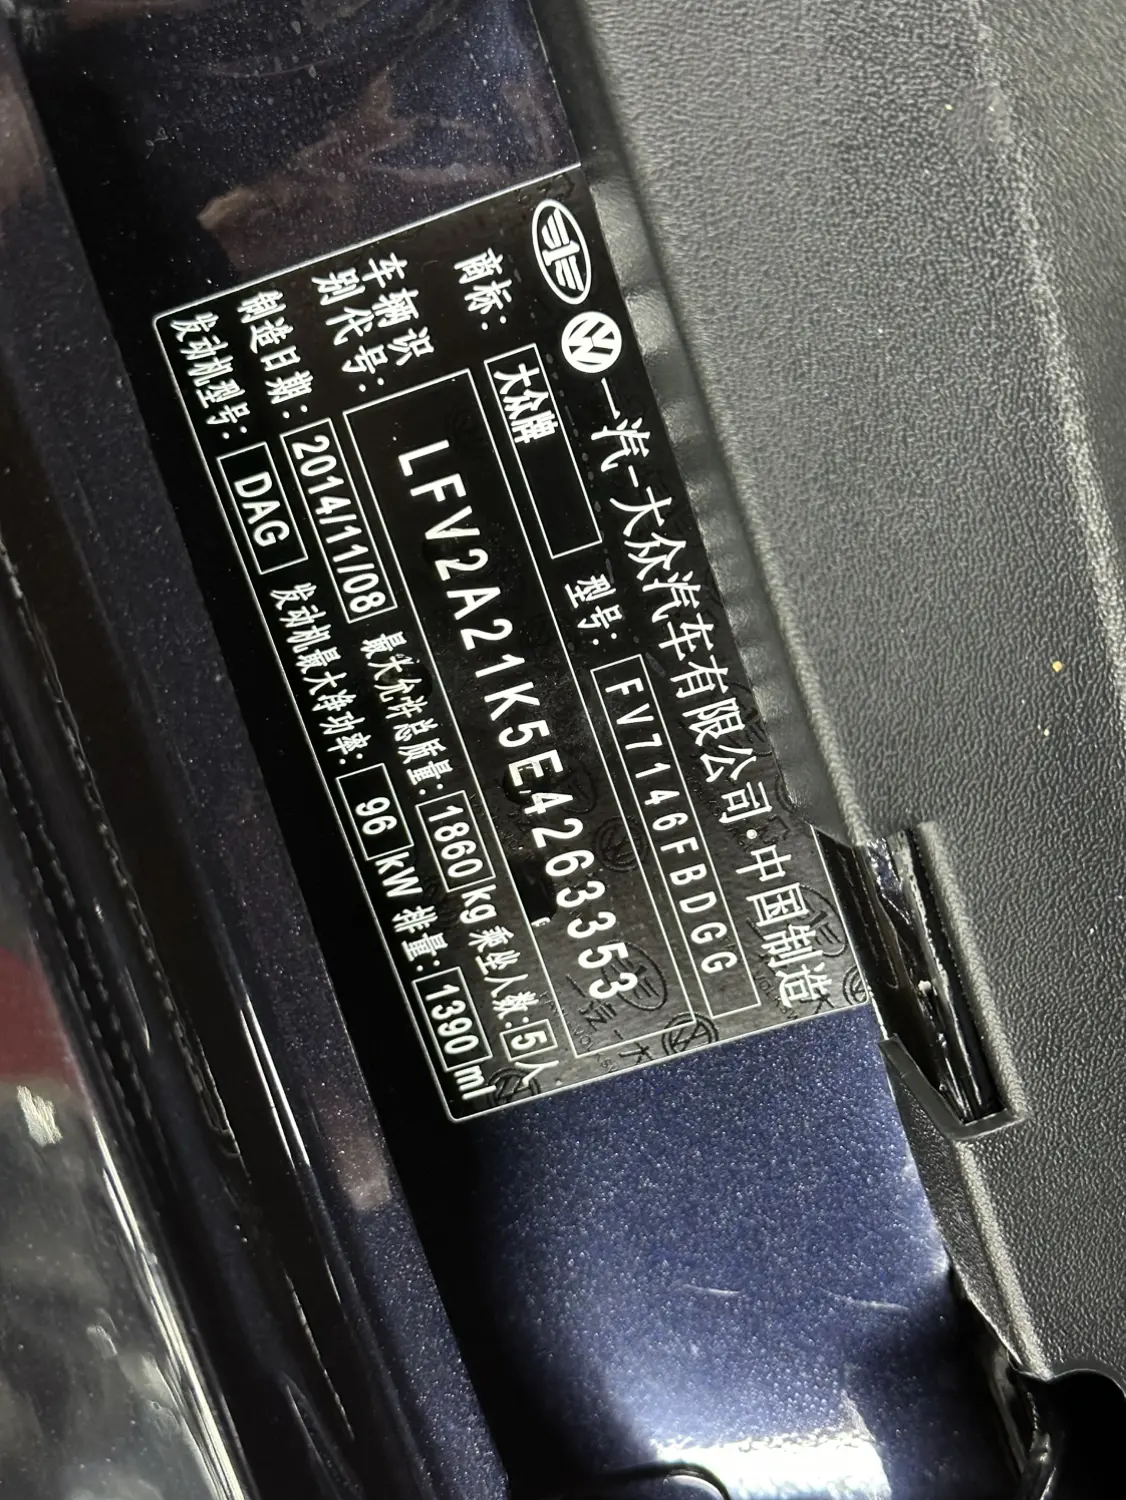 一汽-大众汽车有限公司·中国制造
商标: 大众牌 型号: FV7146FBDGG
车辆识别代号: LFV2A21K5E4263353
制造日期: 2014/11/08 最大允许总质量: 1860 kg 乘坐人数: 5 人
发动机型号: DAG 发动机最大净功率: 96 kW 排量: 1390 ml